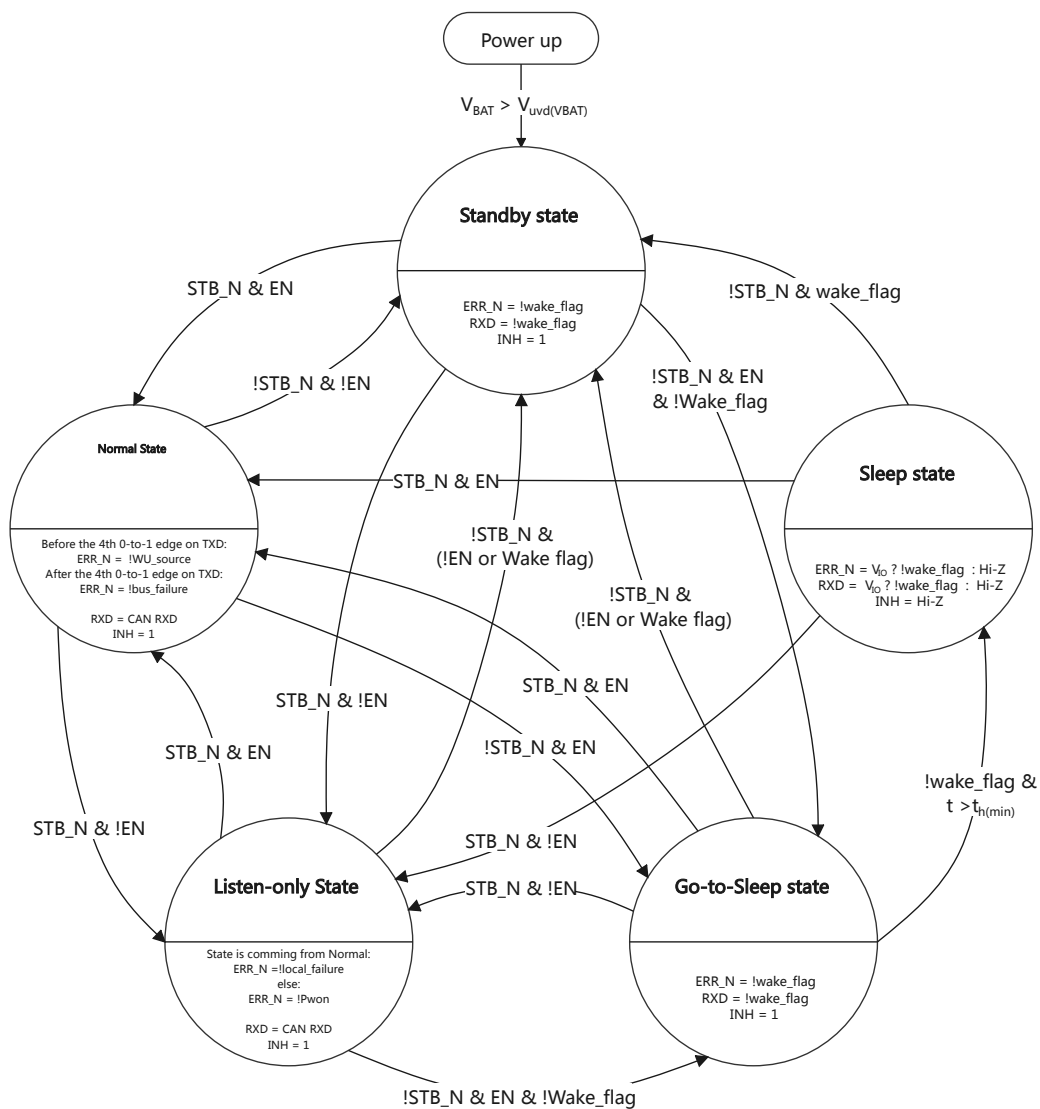 Power up
V_BAT > V_uvd(VBAT)
Standby state
ERR_N = !wake_flag
RXD = !wake_flag
INH = 1
STB_N & EN
!STB_N & !EN
!STB_N & wake_flag
!STB_N & EN
& !Wake_flag
Normal State
Before the 4th 0-to-1 edge on TXD:
ERR_N = !WU_source
After the 4th 0-to-1 edge on TXD:
ERR_N = !bus_failure
RXD = CAN RXD
INH = 1
STB_N & EN
Sleep state
ERR_N = V_IO ? !wake_flag : Hi-Z
RXD = V_IO ? !wake_flag : Hi-Z
INH = Hi-Z
!STB_N &
(!EN or Wake flag)
!STB_N &
(!EN or Wake flag)
STB_N & EN
STB_N & !EN
!STB_N & EN
STB_N & EN
!wake_flag &
t >t_h(min)
STB_N & !EN
STB_N & !EN
STB_N & !EN
Listen-only State
State is comming from Normal:
ERR_N =!local_failure
else:
ERR_N = !Pwon
RXD = CAN RXD
INH = 1
Go-to-Sleep state
ERR_N = !wake_flag
RXD = !wake_flag
INH = 1
!STB_N & EN & !Wake_flag